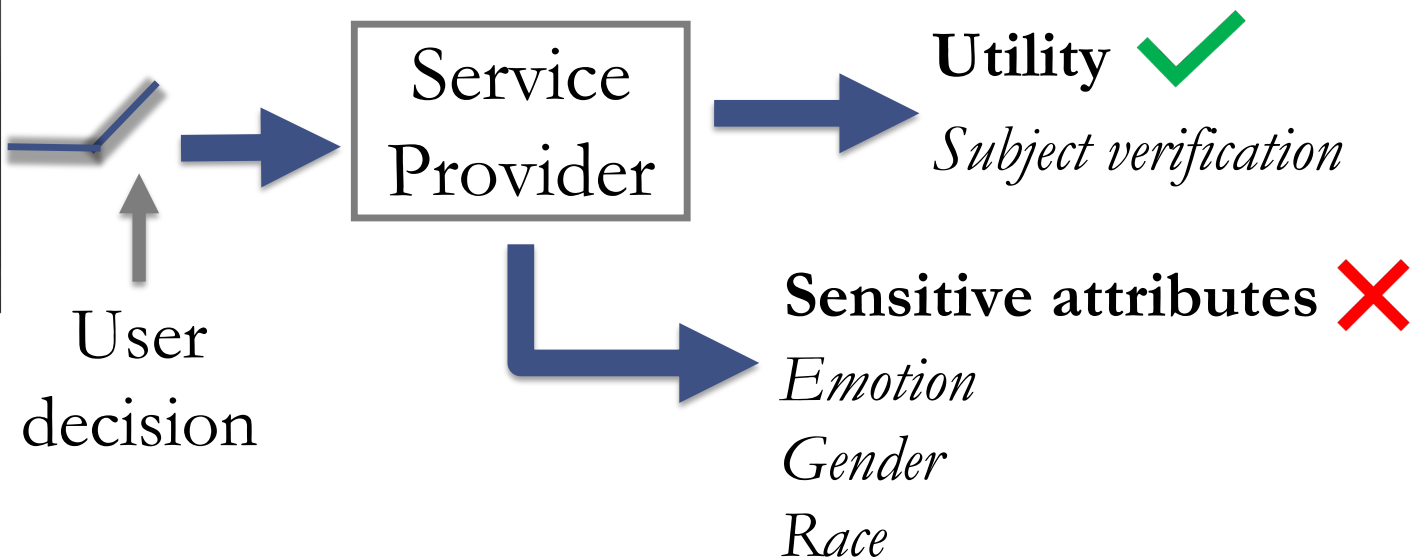 Service
Provider
Utility
Subject verification
User
decision
Sensitive attributes
Emotion
Gender
Race